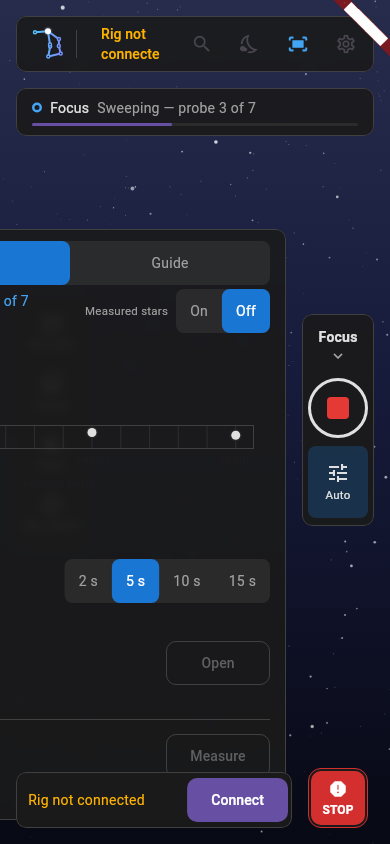 Rig not
connecte
Focus Sweeping — probe 3 of 7
Guide
of 7
Measured stars On Off
Focus
Auto
2 s 5 s 10 s 15 s
Open
Measure
Rig not connected Connect
STOP